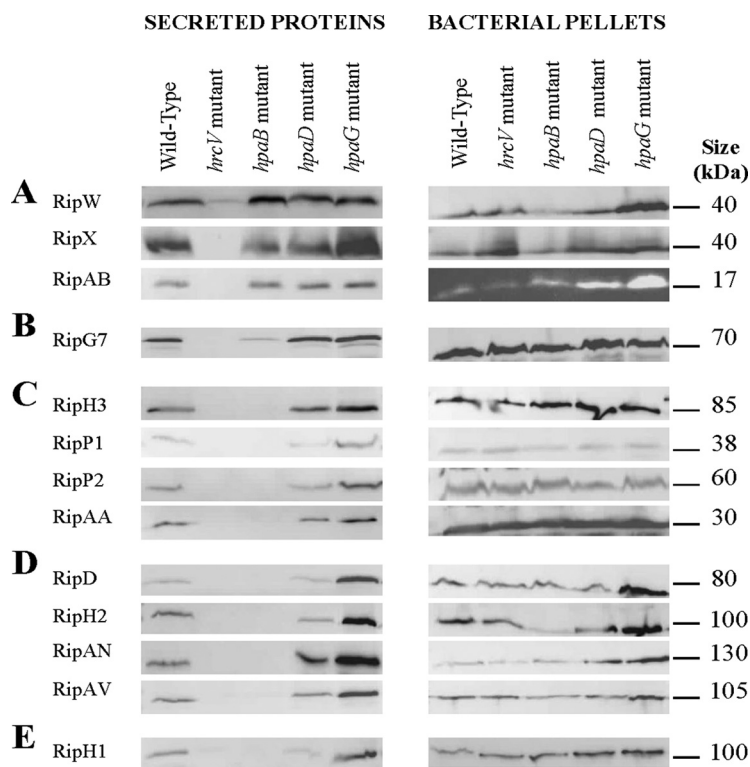 SECRETED PROTEINS BACTERIAL PELLETS
Wild-Type hrcV mutant hpaB mutant hpaD mutant hpaG mutant Wild-Type hrcV mutant hpaB mutant hpaD mutant hpaG mutant
Size
(kDa)
A RipW 40
RipX 40
RipAB 17
B RipG7 70
C RipH3 85
RipP1 38
RipP2 60
RipAA 30
D RipD 80
RipH2 100
RipAN 130
RipAV 105
E RipH1 100